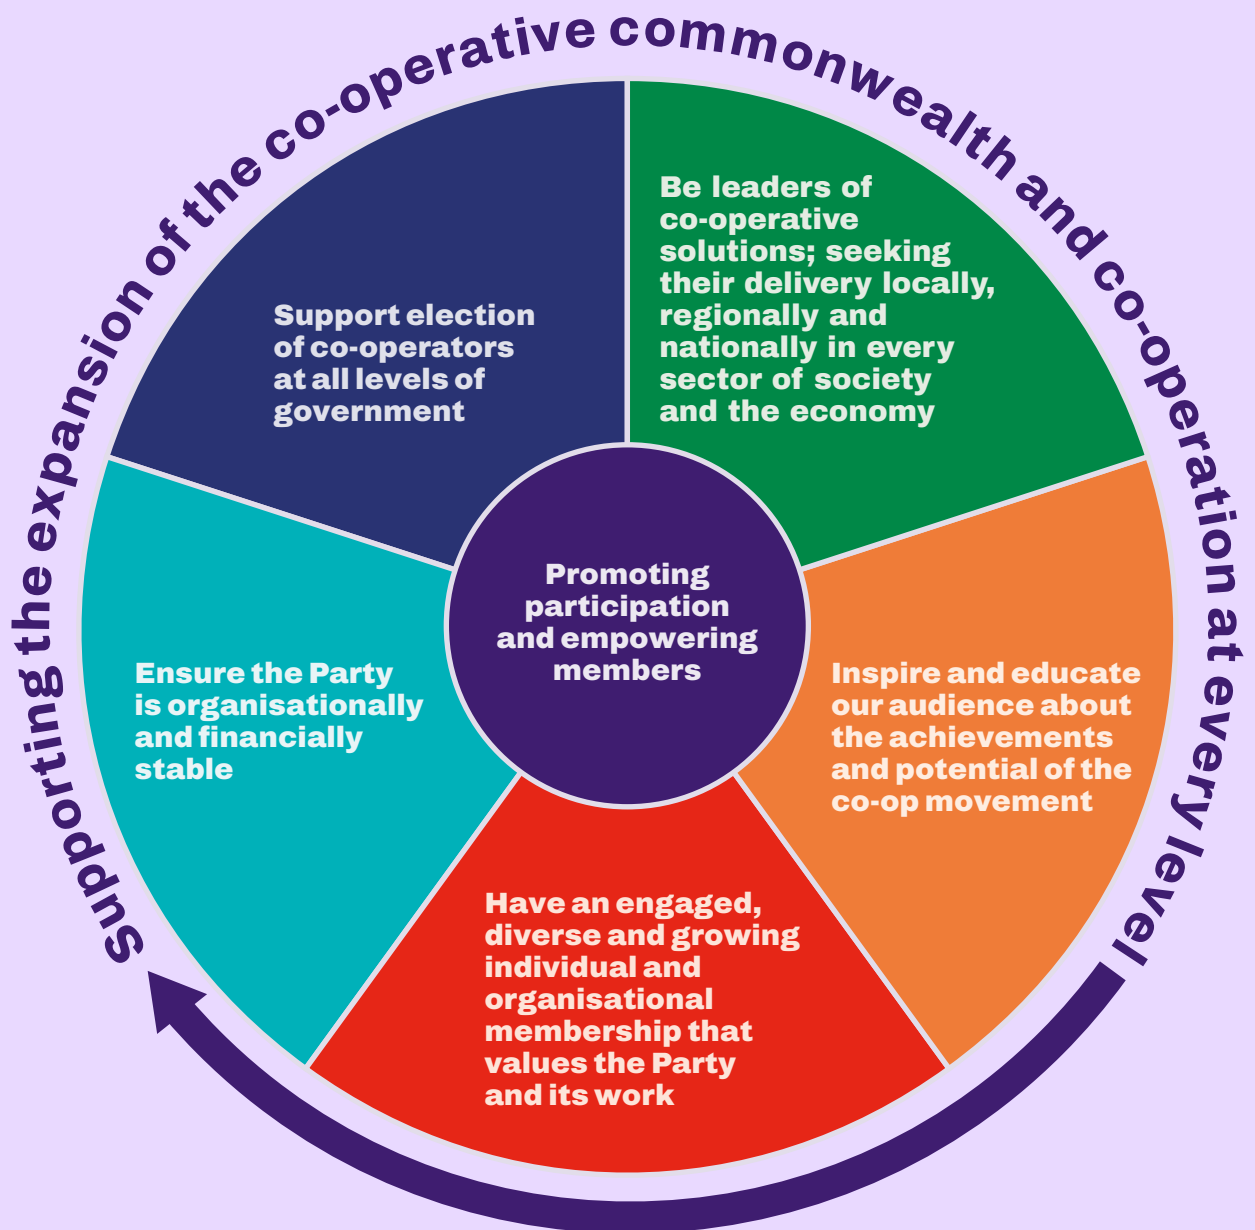 Supporting the expansion of the co-operative commonwealth and co-operation at every level
Be leaders of
co-operative
solutions; seeking
their delivery locally,
regionally and
nationally in every
sector of society
and the economy
Support election
of co-operators
at all levels of
government
Promoting
participation
and empowering
members
Ensure the Party
is organisationally
and financially
stable
Inspire and educate
our audience about
the achievements
and potential of the
co-op movement
Have an engaged,
diverse and growing
individual and
organisational
membership that
values the Party
and its work